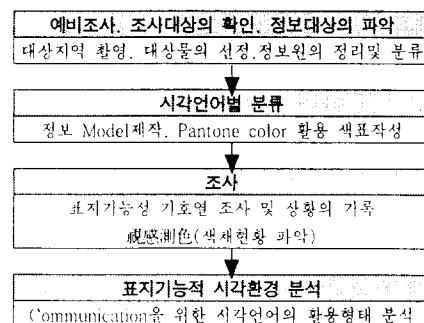 예비조사, 조사대상의 확인, 정보대상의 파악
대상지역 촬영, 대상물의 선정,정보원의 정리및 분류
시각언어별 분류
정보 Model제작, Pantone color 활용 색표작성
조사
표지기능성 기호열 조사 및 상황의 기록
視感測色(색채현황 파악)
표지기능적 시각환경 분석
Communication을 위한 시각언어의 활용형태 분석